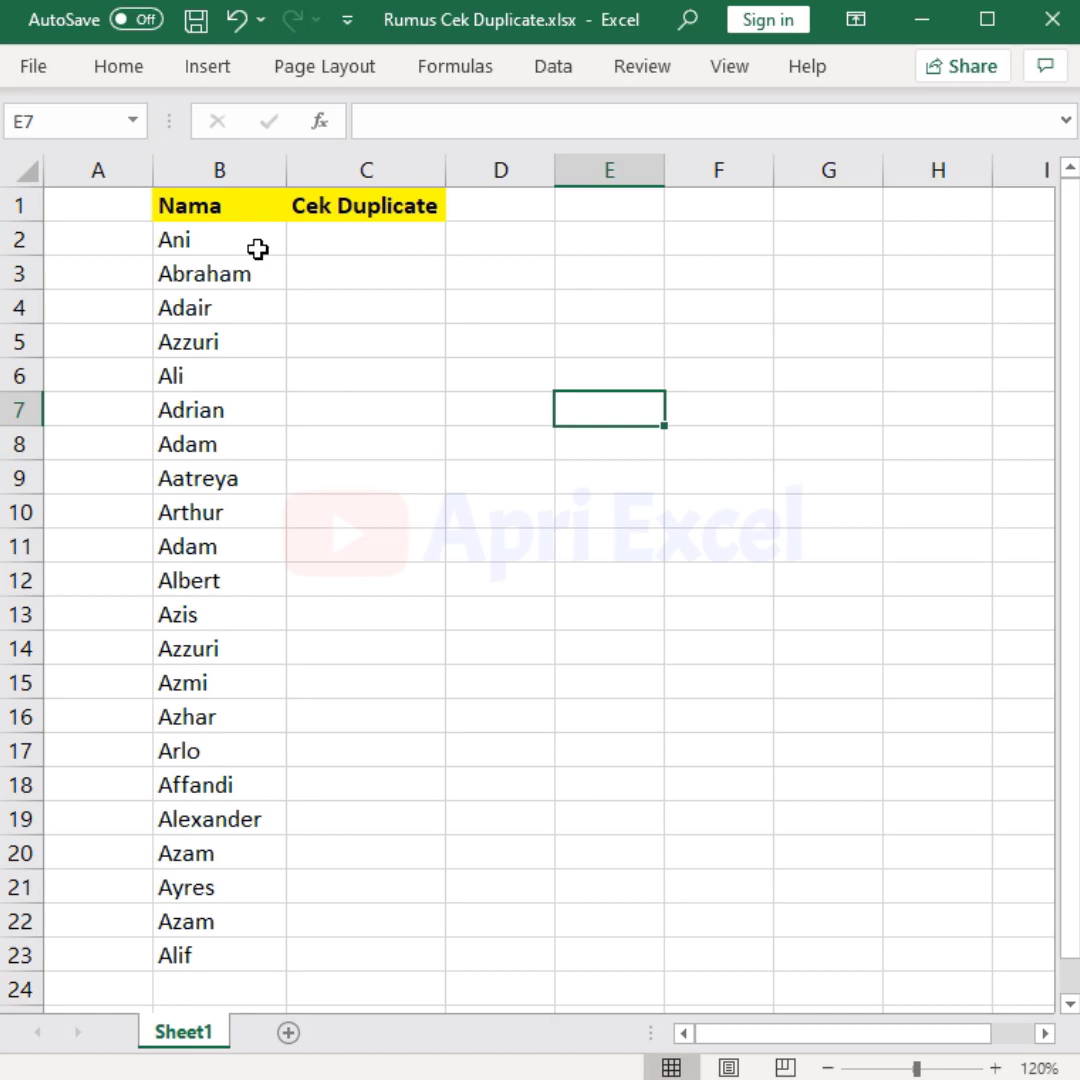 AutoSave Off Rumus Cek Duplicate.xlsx - Excel Sign in
File Home Insert Page Layout Formulas Data Review View Help Share
E7 fx
A B C D E F G H I
1 Nama Cek Duplicate
2 Ani
3 Abraham
4 Adair
5 Azzuri
6 Ali
7 Adrian
8 Adam
9 Aatreya
10 Arthur
Apri Excel
11 Adam
12 Albert
13 Azis
14 Azzuri
15 Azmi
16 Azhar
17 Arlo
18 Affandi
19 Alexander
20 Azam
21 Ayres
22 Azam
23 Alif
24
Sheet1
120%